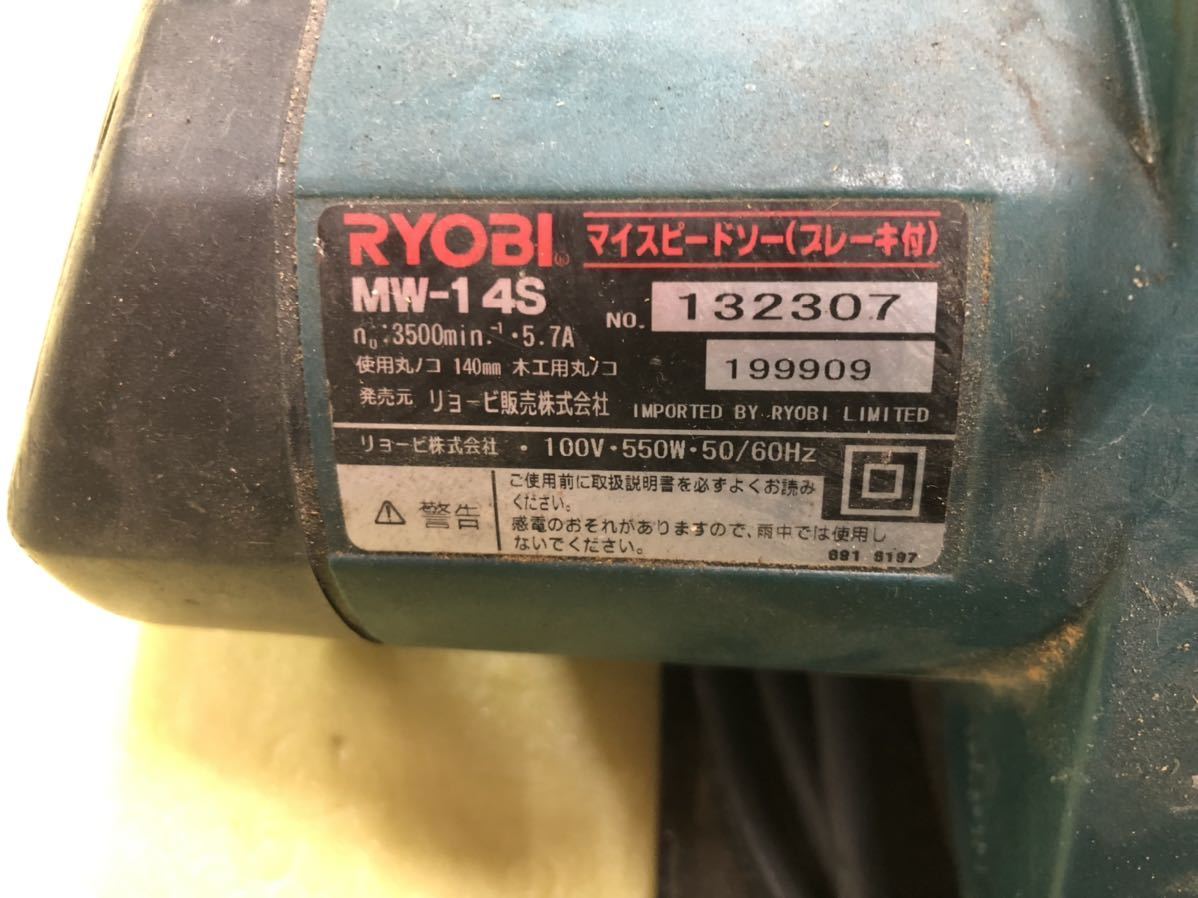 RYOBI® マイスピードソー(ブレーキ付)
MW-14S
NO. 132307
n₀:3500min.⁻¹・5.7A
使用丸ノコ 140mm 木工用丸ノコ
199909
発売元 リョービ販売株式会社 IMPORTED BY RYOBI LIMITED
リョービ株式会社 ・100V・550W・50/60Hz
⚠ 警告
ご使用前に取扱説明書を必ずよくお読み
ください。
感電のおそれがありますので、雨中では使用し
ないでください。
691 6197